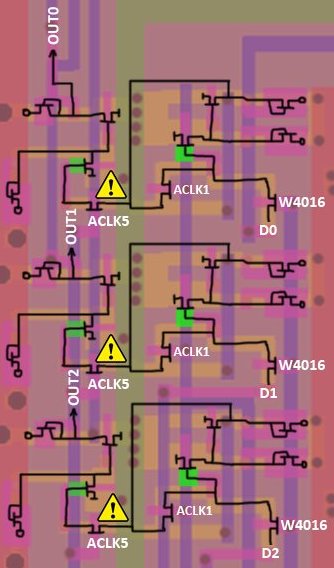 OUT0
ACLK1
W4016
ACLK5
D0
OUT1
ACLK1
W4016
ACLK5
D1
OUT2
ACLK1
W4016
ACLK5
D2